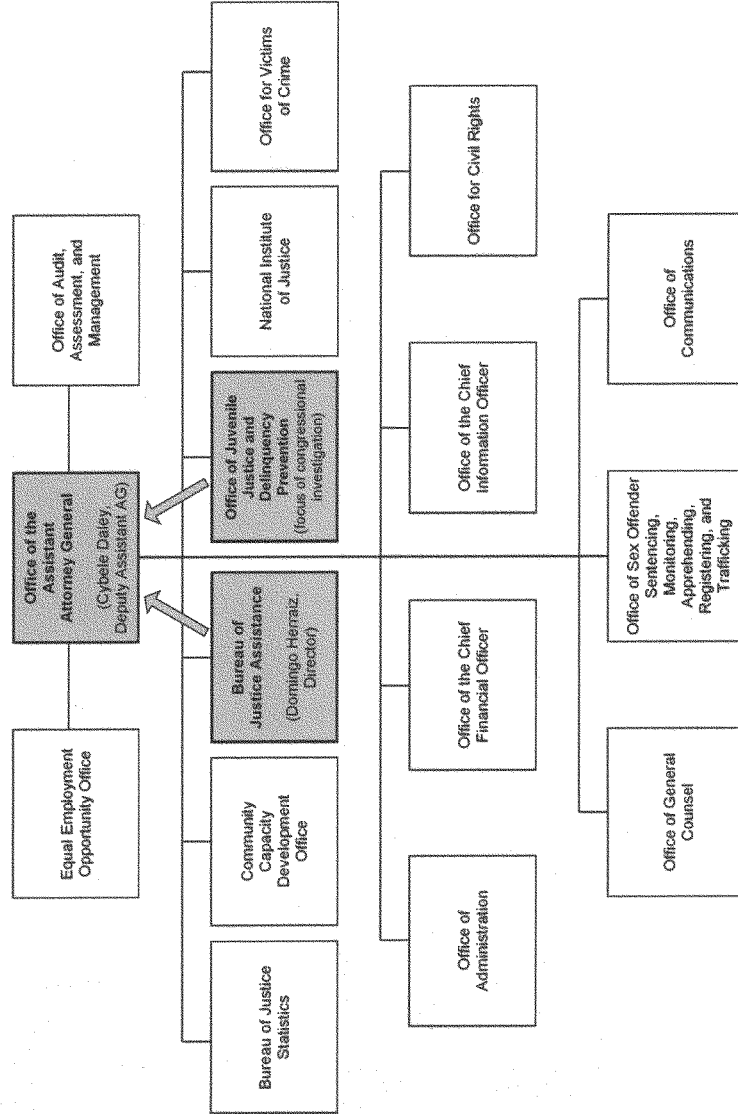 Equal Employment
Opportunity Office
Office of the
Assistant
Attorney General
(Cybele Daley,
Deputy Assistant AG)
Office of Audit,
Assessment, and
Management
Bureau of Justice
Statistics
Community
Capacity
Development
Office
Bureau of
Justice Assistance
(Domingo Herraiz,
Director)
Office of Juvenile
Justice and
Delinquency
Prevention
(focus of congressional
investigation)
National Institute
of Justice
Office for Victims
of Crime
Office of
Administration
Office of the Chief
Financial Officer
Office of the Chief
Information Officer
Office for Civil Rights
Office of General
Counsel
Office of Sex Offender
Sentencing,
Monitoring,
Apprehending,
Registering, and
Trafficking
Office of
Communications